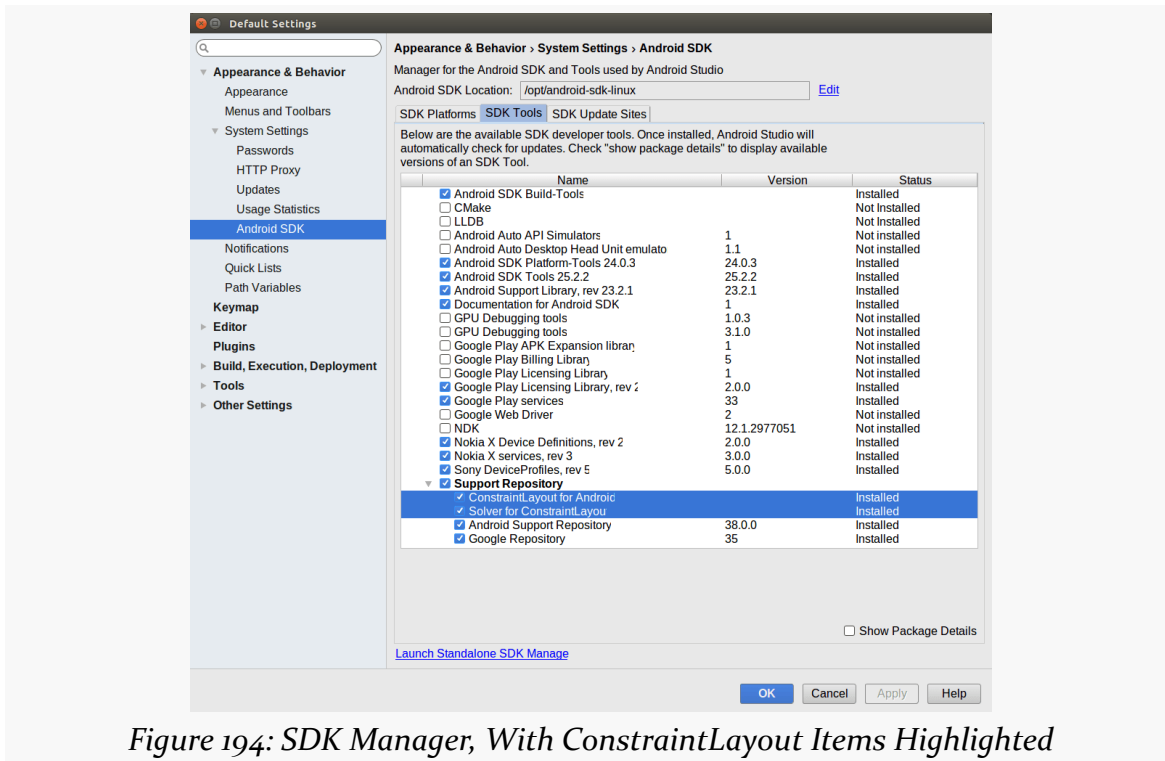 Default Settings
Appearance & Behavior
Appearance
Menus and Toolbars
System Settings
Passwords
HTTP Proxy
Updates
Usage Statistics
Android SDK
Notifications
Quick Lists
Path Variables
Keymap
Editor
Plugins
Build, Execution, Deployment
Tools
Other Settings
Appearance & Behavior › System Settings › Android SDK
Manager for the Android SDK and Tools used by Android Studio
Android SDK Location: /opt/android-sdk-linux Edit
SDK Platforms SDK Tools SDK Update Sites
Below are the available SDK developer tools. Once installed, Android Studio will
automatically check for updates. Check "show package details" to display available
versions of an SDK Tool.
Name Version Status
Android SDK Build-Tools Installed
CMake Not Installed
LLDB Not Installed
Android Auto API Simulators 1 Not installed
Android Auto Desktop Head Unit emulato 1.1 Not installed
Android SDK Platform-Tools 24.0.3 24.0.3 Installed
Android SDK Tools 25.2.2 25.2.2 Installed
Android Support Library, rev 23.2.1 23.2.1 Installed
Documentation for Android SDK 1 Installed
GPU Debugging tools 1.0.3 Not installed
GPU Debugging tools 3.1.0 Not installed
Google Play APK Expansion library 1 Not installed
Google Play Billing Library 5 Not installed
Google Play Licensing Library 1 Not installed
Google Play Licensing Library, rev 2 2.0.0 Installed
Google Play services 33 Installed
Google Web Driver 2 Not installed
NDK 12.1.2977051 Not installed
Nokia X Device Definitions, rev 2 2.0.0 Installed
Nokia X services, rev 3 3.0.0 Installed
Sony DeviceProfiles, rev 5 5.0.0 Installed
Support Repository
ConstraintLayout for Android Installed
Solver for ConstraintLayou Installed
Android Support Repository 38.0.0 Installed
Google Repository 35 Installed
Show Package Details
Launch Standalone SDK Manage
OK Cancel Apply Help
Figure 194: SDK Manager, With ConstraintLayout Items Highlighted